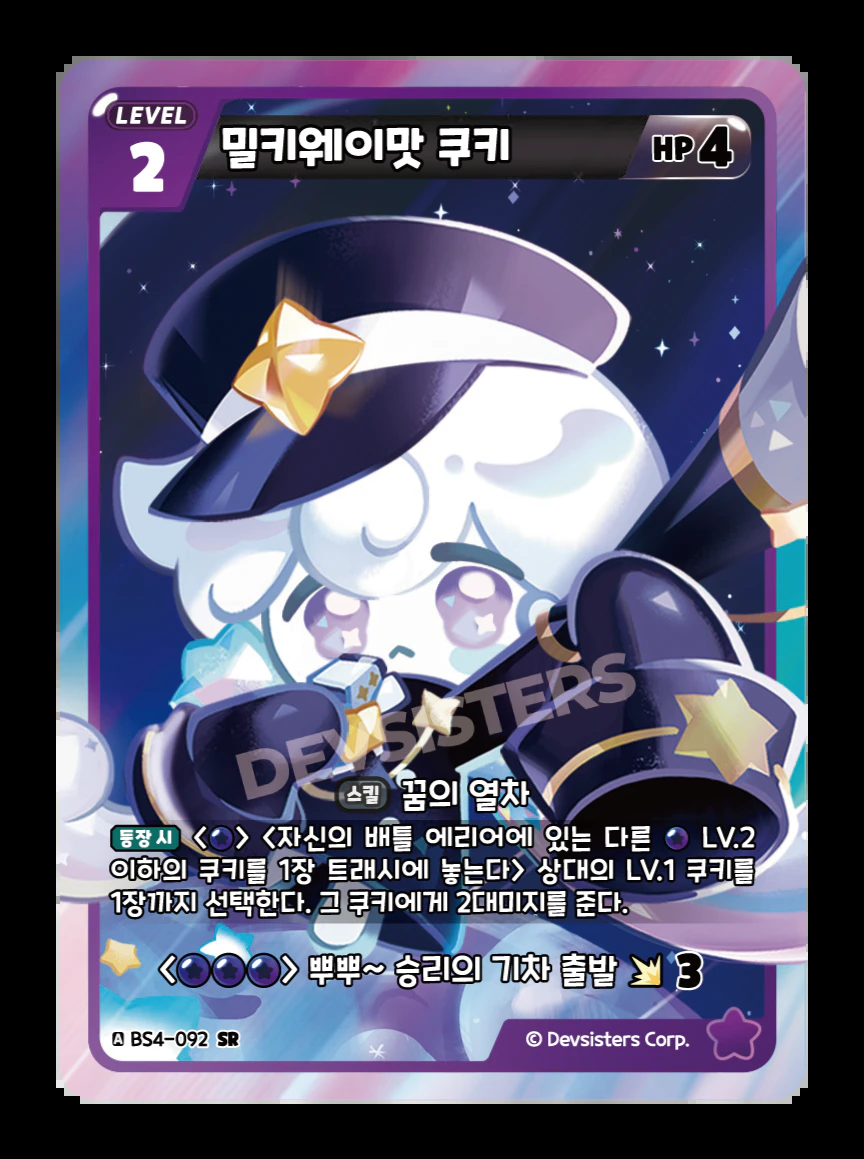 LEVEL
2
밀키웨이맛 쿠키
HP 4
DEVSISTERS
스킬 꿈의 열차
등장 시 < > <자신의 배틀 에리어에 있는 다른 LV.2
이하의 쿠키를 1장 트래시에 놓는다> 상대의 LV.1 쿠키를
1장까지 선택한다. 그 쿠키에게 2대미지를 준다.
< > 뿌뿌~ 승리의 기차 출발 3
A BS4-092 SR
© Devsisters Corp.